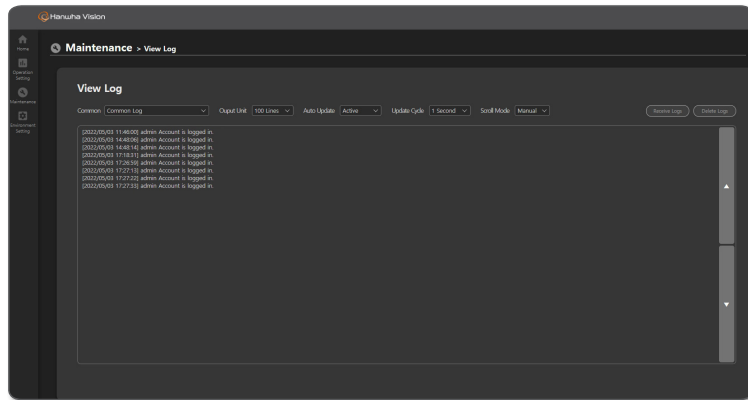 Hanwha Vision
Home
Operation
Setting
Maintenance
Environment
Setting
Maintenance > View Log
View Log
Common Common Log Ouput Unit 100 Lines Auto Update Active Update Cycle 1 Second Scroll Mode Manual Receive Logs Delete Logs
[2022/05/03 11:46:00] admin Account is logged in.
[2022/05/03 14:48:06] admin Account is logged in.
[2022/05/03 14:48:14] admin Account is logged in.
[2022/05/03 17:18:31] admin Account is logged in.
[2022/05/03 17:26:59] admin Account is logged in.
[2022/05/03 17:27:13] admin Account is logged in.
[2022/05/03 17:27:22] admin Account is logged in.
[2022/05/03 17:27:33] admin Account is logged in.